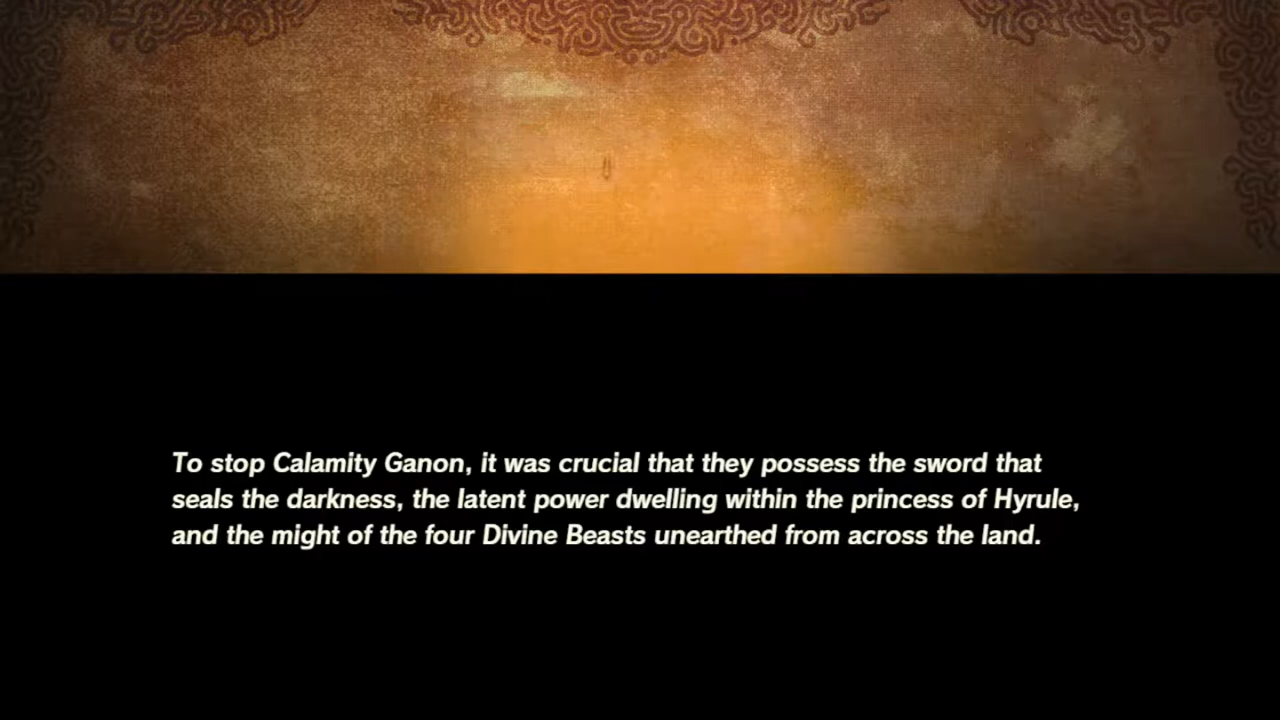 To stop Calamity Ganon, it was crucial that they possess the sword that
seals the darkness, the latent power dwelling within the princess of Hyrule,
and the might of the four Divine Beasts unearthed from across the land.